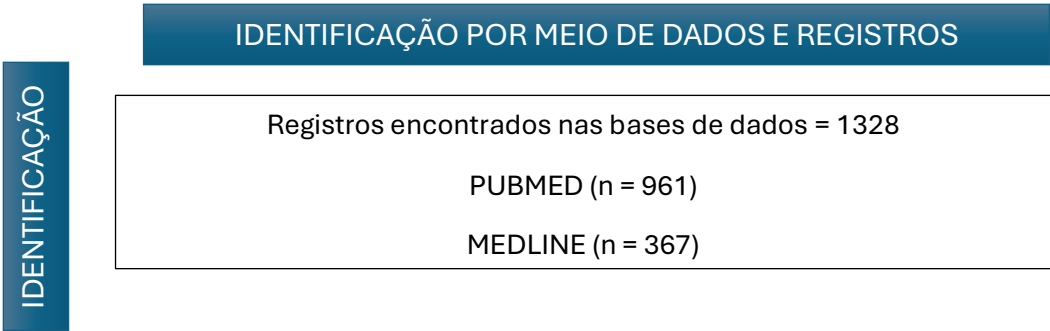 IDENTIFICAÇÃO POR MEIO DE DADOS E REGISTROS
IDENTIFICAÇÃO
Registros encontrados nas bases de dados = 1328
PUBMED (n = 961)
MEDLINE (n = 367)